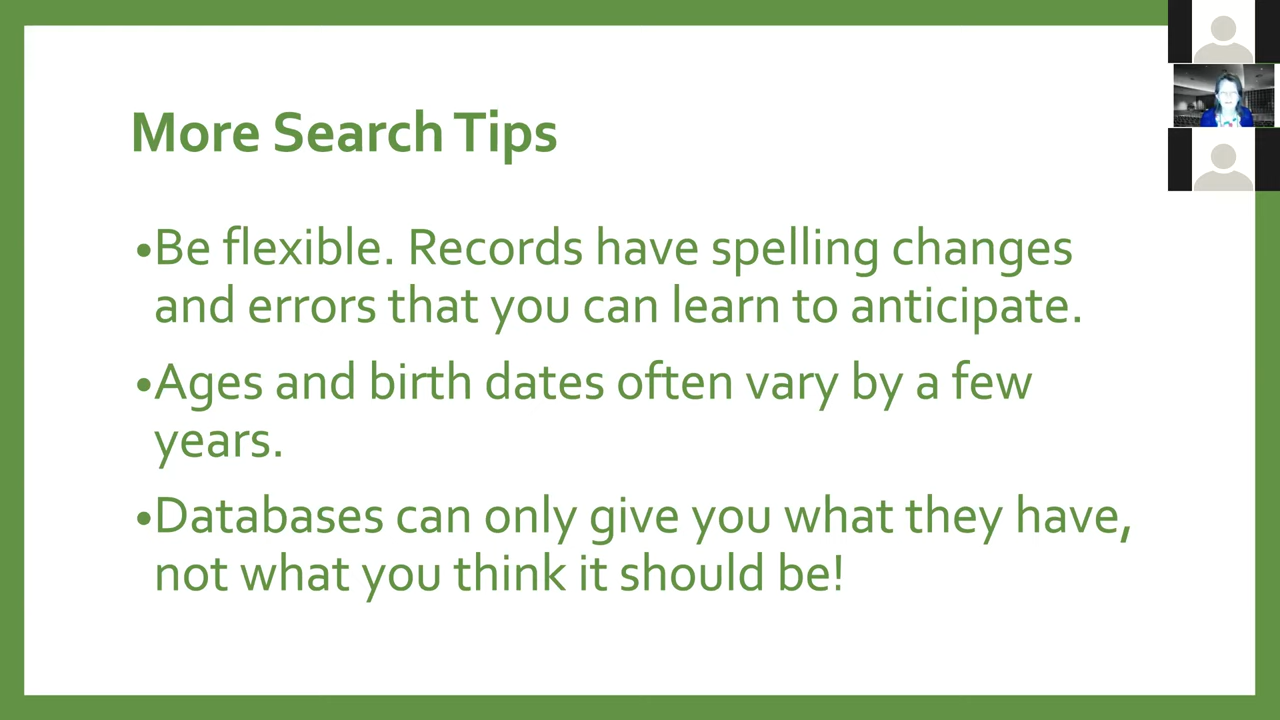 More Search Tips
•Be flexible. Records have spelling changes
and errors that you can learn to anticipate.
•Ages and birth dates often vary by a few
years.
•Databases can only give you what they have,
not what you think it should be!